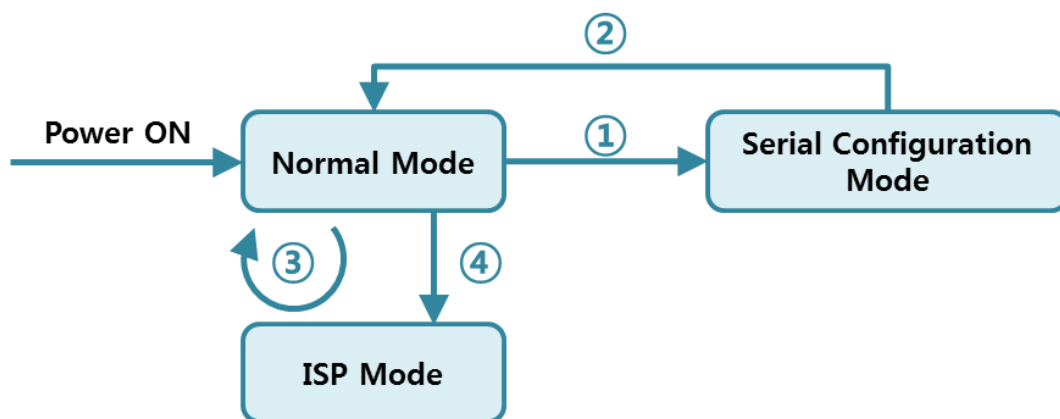 ②
Power ON
Normal Mode
①
Serial Configuration
Mode
③
④
ISP Mode